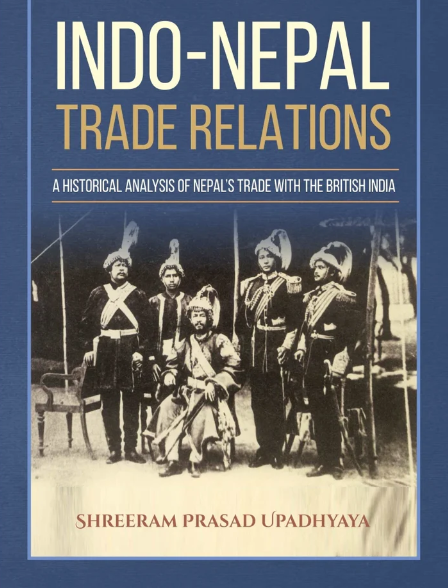 INDO-NEPAL
TRADE RELATIONS
A HISTORICAL ANALYSIS OF NEPAL'S TRADE WITH THE BRITISH INDIA
SHREERAM PRASAD UPADHYAYA